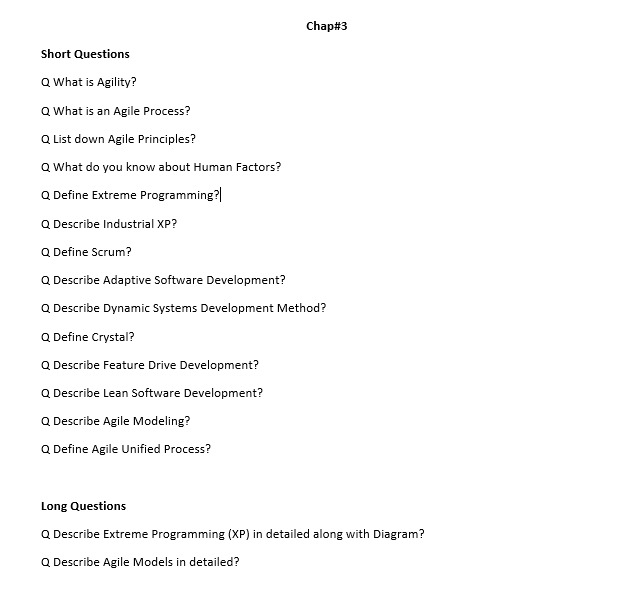 Chap#3
Short Questions
Q What is Agility?
Q What is an Agile Process?
Q List down Agile Principles?
Q What do you know about Human Factors?
Q Define Extreme Programming?
Q Describe Industrial XP?
Q Define Scrum?
Q Describe Adaptive Software Development?
Q Describe Dynamic Systems Development Method?
Q Define Crystal?
Q Describe Feature Drive Development?
Q Describe Lean Software Development?
Q Describe Agile Modeling?
Q Define Agile Unified Process?
Long Questions
Q Describe Extreme Programming (XP) in detailed along with Diagram?
Q Describe Agile Models in detailed?